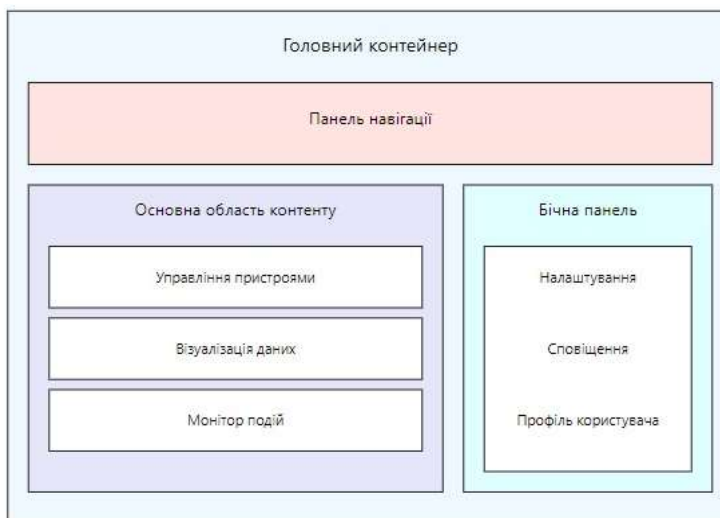 Головний контейнер
Панель навігації
Основна область контенту
Управління пристроями
Візуалізація даних
Монітор подій
Бічна панель
Налаштування
Сповіщення
Профіль користувача